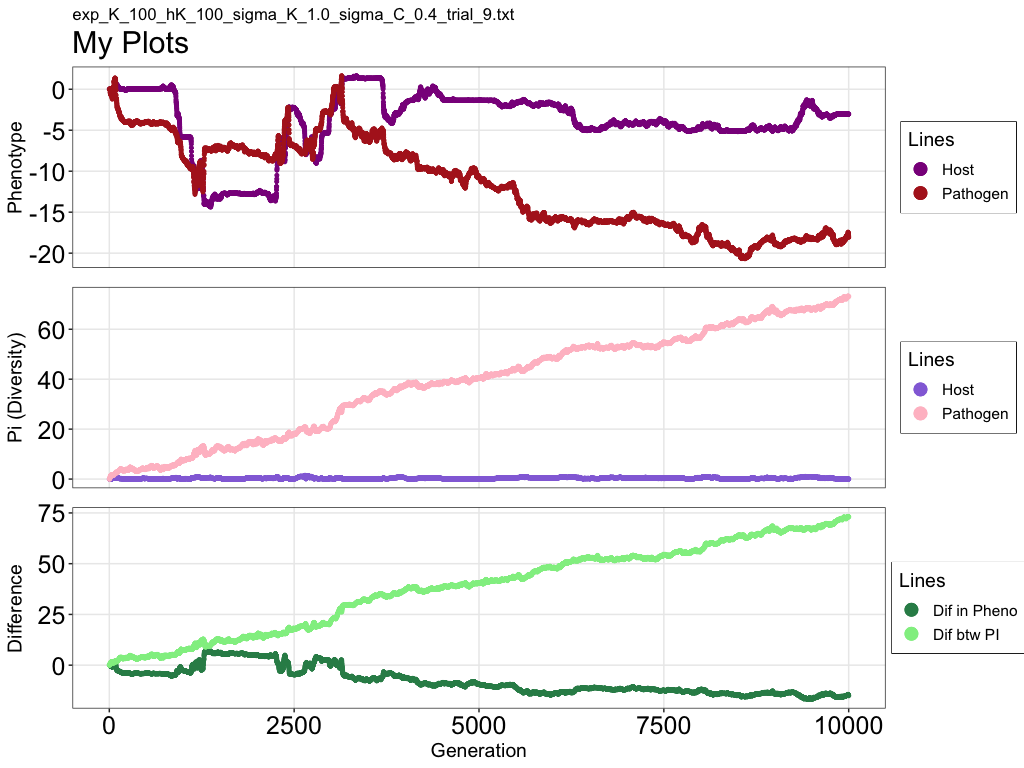 exp_K_100_hK_100_sigma_K_1.0_sigma_C_0.4_trial_9.txt
My Plots
Phenotype
0
-5
-10
-15
-20
Lines
Host
Pathogen
Pi (Diversity)
60
40
20
0
Lines
Host
Pathogen
Difference
75
50
25
0
Lines
Dif in Pheno
Dif btw PI
0 2500 5000 7500 10000
Generation